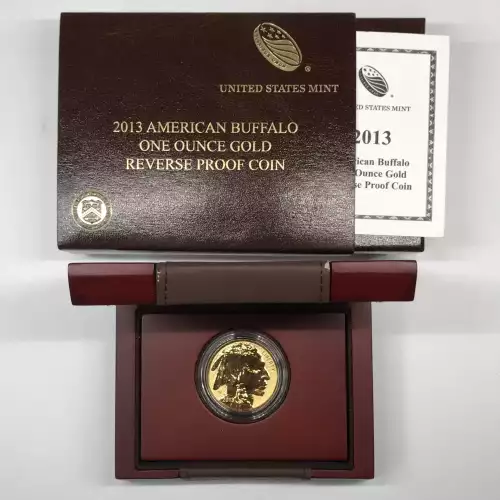 UNITED STATES MINT
2013 AMERICAN BUFFALO
ONE OUNCE GOLD
REVERSE PROOF COIN
UNITED STATES MINT
2013
rican Buffalo
Ounce Gold
se Proof Coin